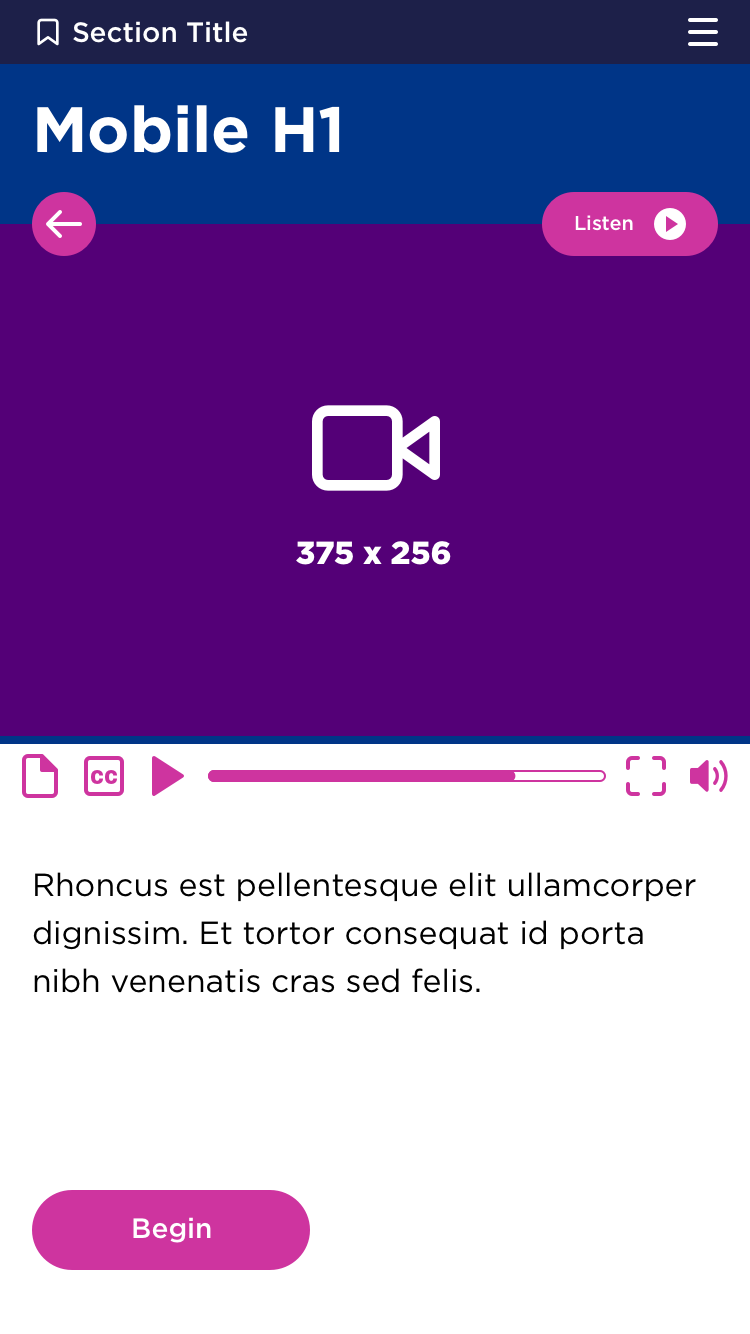 Section Title
Mobile H1
Listen
375 x 256
CC
Rhoncus est pellentesque elit ullamcorper
dignissim. Et tortor consequat id porta
nibh venenatis cras sed felis.
Begin